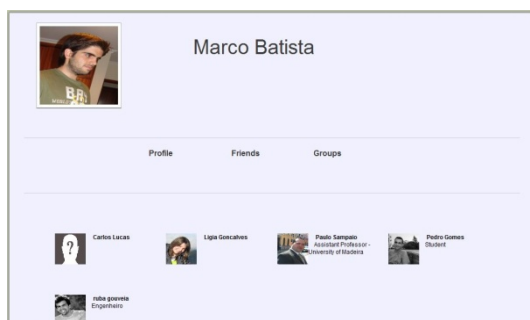 Marco Batista
Profile Friends Groups
Carlos Lucas
Ligia Goncalves
Paulo Sampaio
Assistant Professor -
University of Madeira
Pedro Gomes
Student
ruba gouveia
Engenheiro